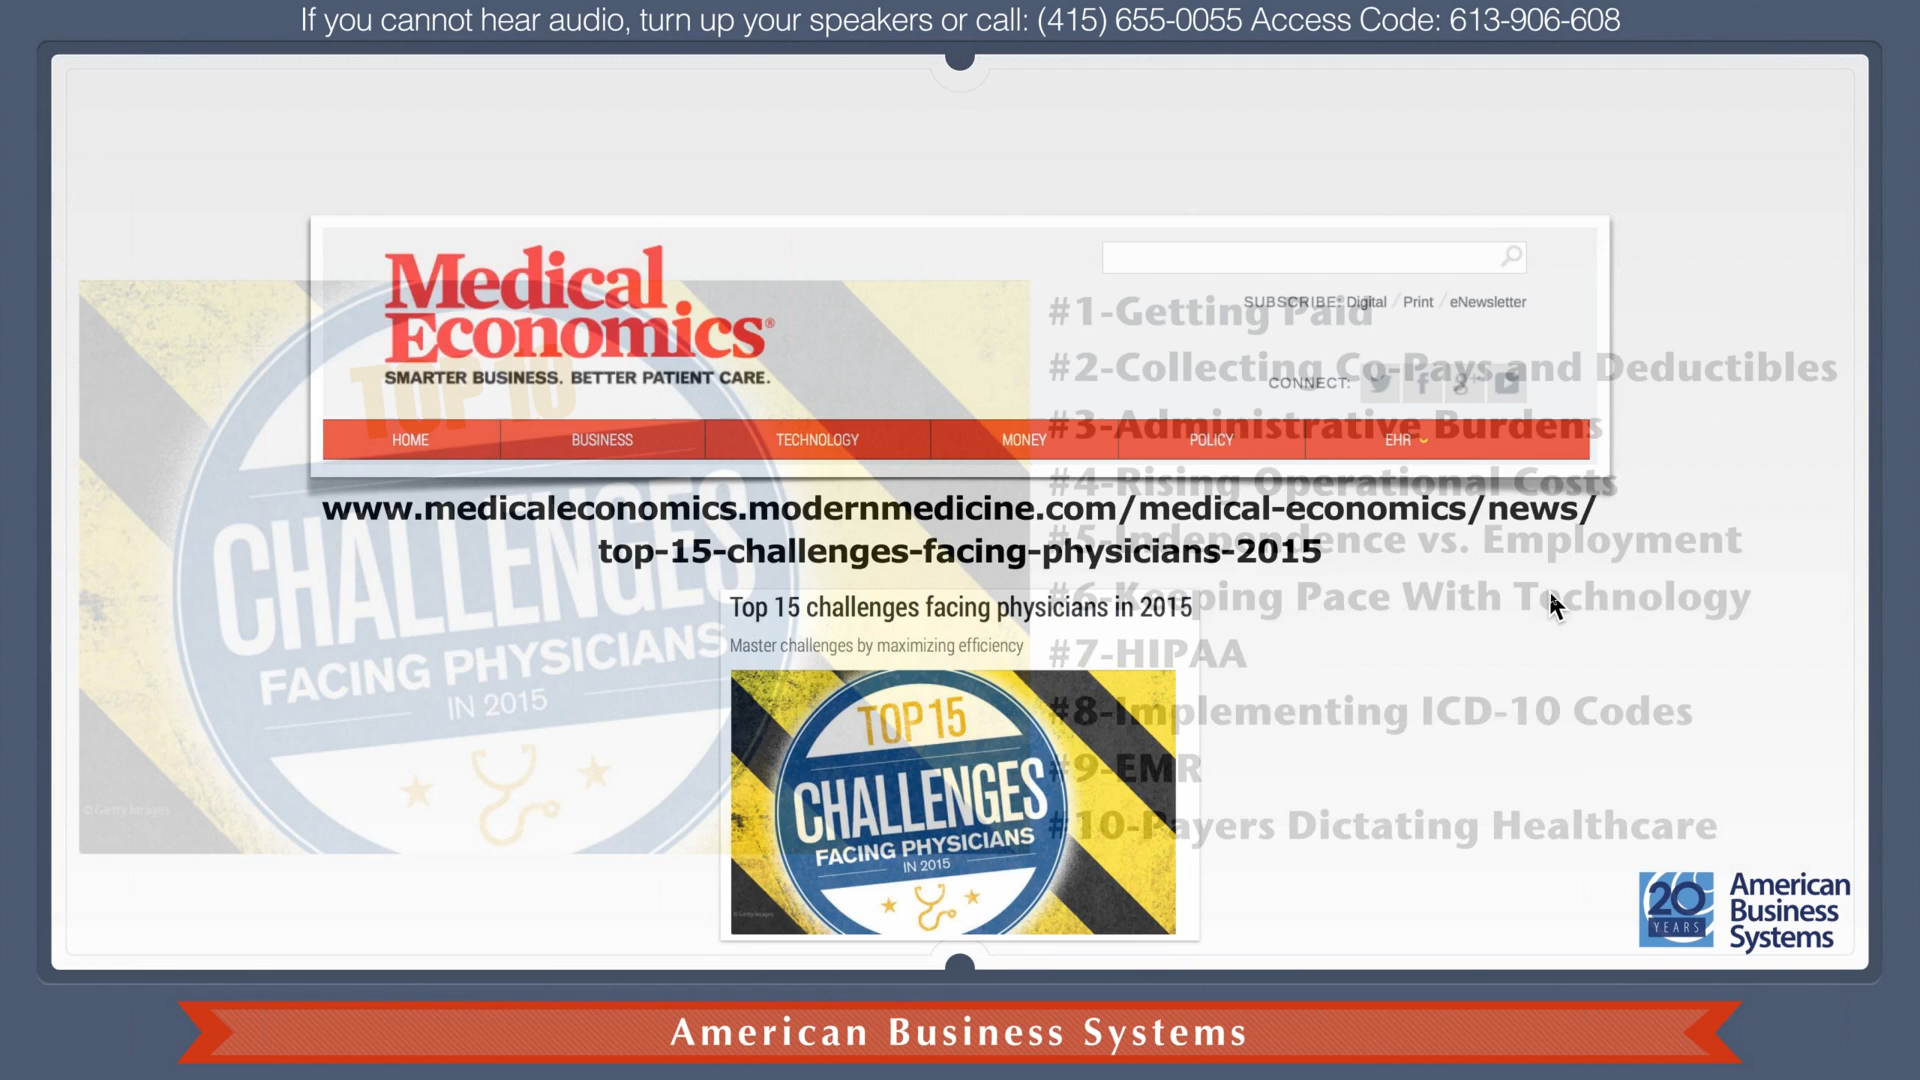 If you cannot hear audio, turn up your speakers or call: (415) 655-0055 Access Code: 613-906-608
Medical
Economics®
SMARTER BUSINESS. BETTER PATIENT CARE.
SUBSCRIBE: Digital / Print / eNewsletter
CONNECT:
HOME
BUSINESS
TECHNOLOGY
MONEY
POLICY
EHR
www.medicaleconomics.modernmedicine.com/medical-economics/news/
top-15-challenges-facing-physicians-2015
Top 15 challenges facing physicians in 2015
Master challenges by maximizing efficiency
TOP 15
CHALLENGES
FACING PHYSICIANS
IN 2015
© Getty Images
TOP 15
CHALLENGES
FACING PHYSICIANS
IN 2015
© Getty Images
#1-Getting Paid
#2-Collecting Co-Pays and Deductibles
#3-Administrative Burdens
#4-Rising Operational Costs
#5-Independence vs. Employment
#6-Keeping Pace With Technology
#7-HIPAA
#8-Implementing ICD-10 Codes
#9-EMR
#10-Payers Dictating Healthcare
20
YEARS
American
Business
Systems
American Business Systems